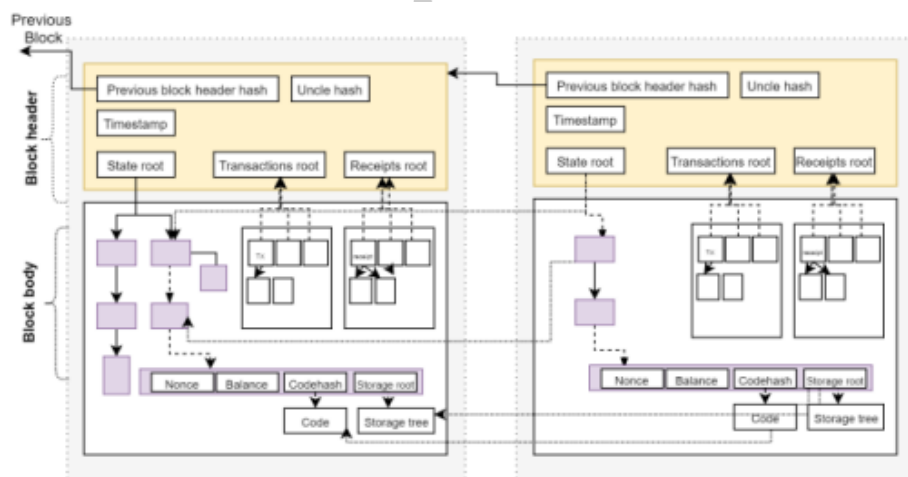 Previous
Block
Block header
Block body
Previous block header hash
Uncle hash
Timestamp
State root
Transactions root
Receipts root
Tx
receipt
Nonce
Balance
Codehash
Storage root
Code
Storage tree
Previous block header hash
Uncle hash
Timestamp
State root
Transactions root
Receipts root
Tx
receipt
Nonce
Balance
Codehash
Storage root
Code
Storage tree